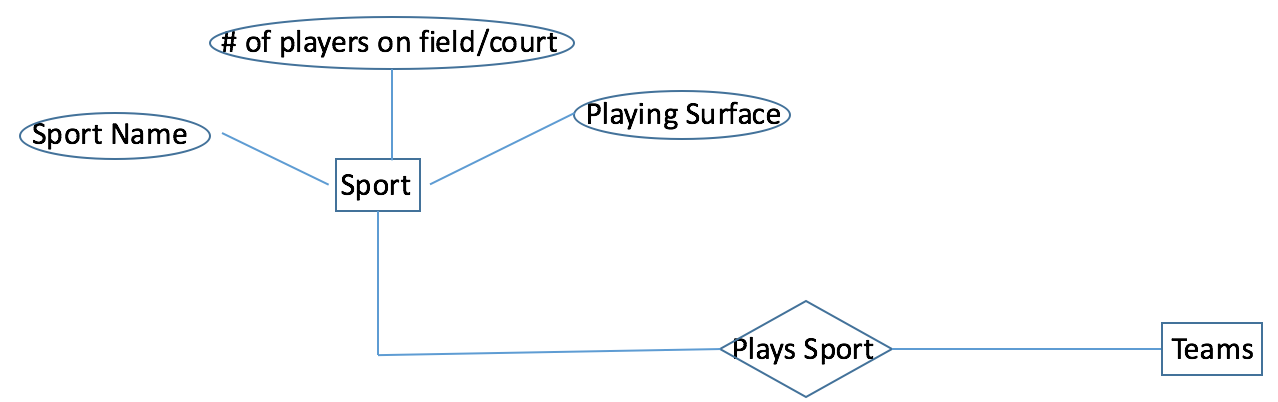 # of players on field/court
Playing Surface
Sport Name
Sport
Plays Sport
Teams